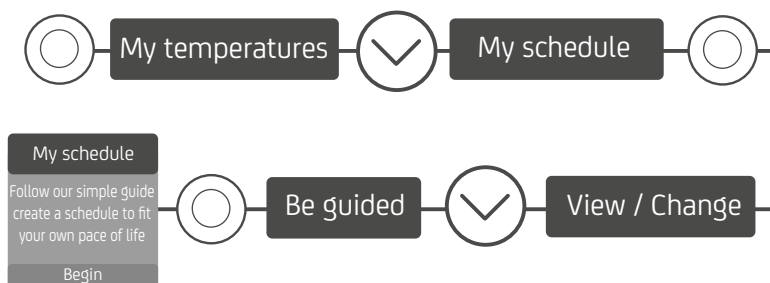 My temperatures
My schedule
My schedule
Follow our simple guide
create a schedule to fit
your own pace of life
Begin
Be guided
View / Change